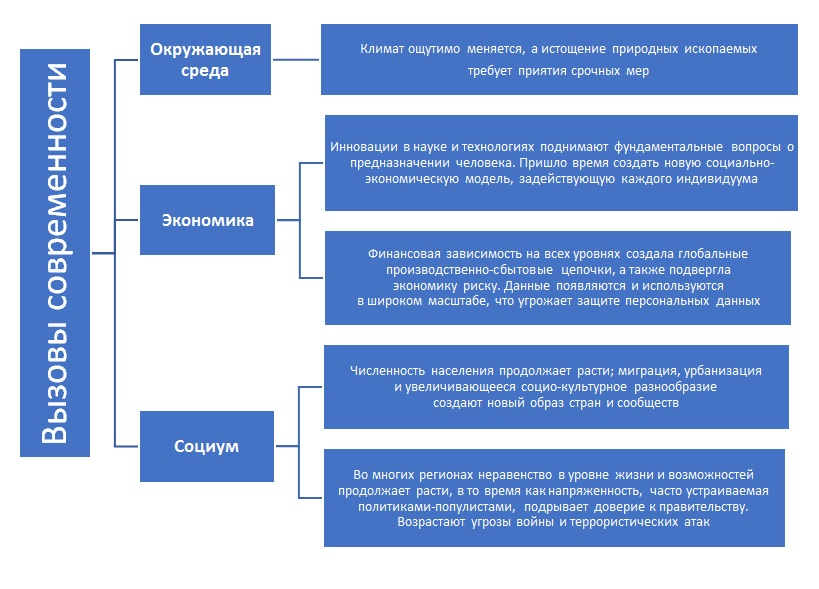 Вызовы современности
Окружающая
среда
Климат ощутимо меняется, а истощение природных ископаемых
требует приятия срочных мер
Экономика
Инновации в науке и технологиях поднимают фундаментальные вопросы о
предназначении человека. Пришло время создать новую социально-
экономическую модель, задействующую каждого индивидуума
Финансовая зависимость на всех уровнях создала глобальные
производственно-сбытовые цепочки, а также подвергла
экономику риску. Данные появляются и используются
в широком масштабе, что угрожает защите персональных данных
Социум
Численность населения продолжает расти; миграция, урбанизация
и увеличивающееся социо-культурное разнообразие
создают новый образ стран и сообществ
Во многих регионах неравенство в уровне жизни и возможностей
продолжает расти, в то время как напряженность, часто устраиваемая
политиками-популистами, подрывает доверие к правительству.
Возрастают угрозы войны и террористических атак